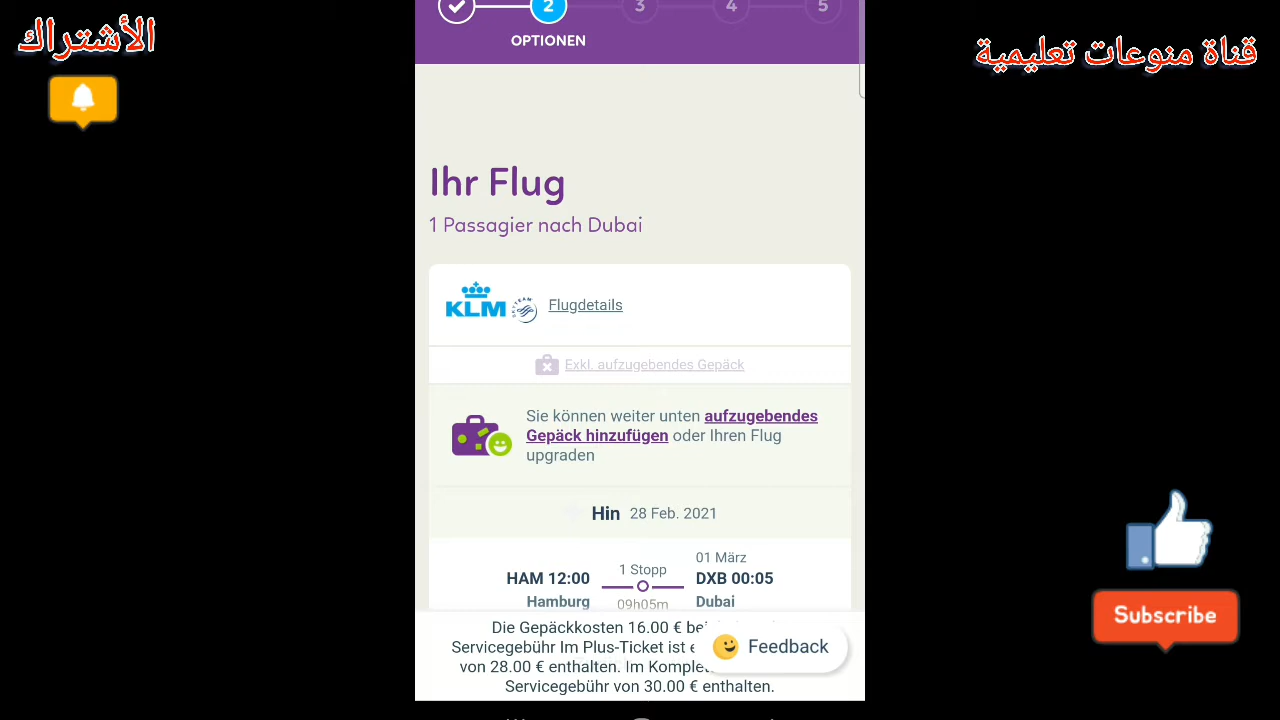 الأشتراك
قناة منوعات تعليمية
2
3
4
5
OPTIONEN
Ihr Flug
1 Passagier nach Dubai
KLM
Flugdetails
Exkl. aufzugebendes Gepäck
Sie können weiter unten aufzugebendes
Gepäck hinzufügen oder Ihren Flug
upgraden
Hin 28 Feb. 2021
01 März
1 Stopp
HAM 12:00
DXB 00:05
Hamburg
09h05m
Dubai
Die Gepäckkosten 16.00 €
Servicegebühr Im Plus-Ticket ist
von 28.00 € enthalten. Im
Servicegebühr von 30.00 € enthalten.
Feedback
Subscribe